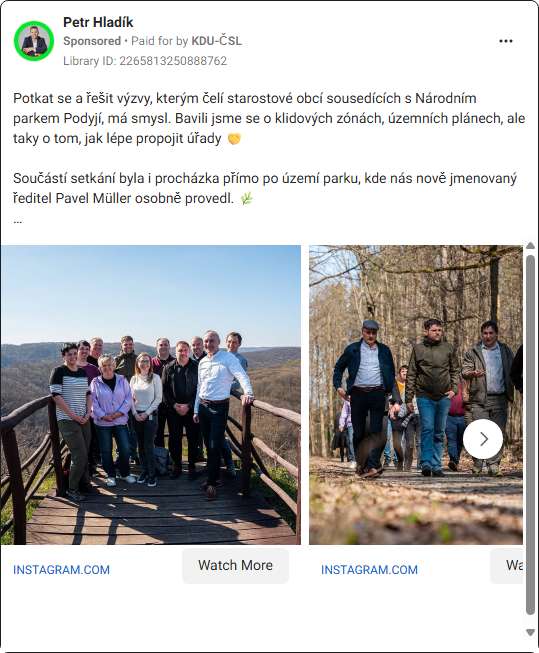 Petr Hladík
Sponsored • Paid for by KDU-ČSL
Library ID: 2265813250888762
Potkat se a řešit výzvy, kterým čelí starostové obcí sousedících s Národním
parkem Podyjí, má smysl. Bavili jsme se o klidových zónách, územních plánech, ale
taky o tom, jak lépe propojit úřady 🤝
Součástí setkání byla i procházka přímo po území parku, kde nás nově jmenovaný
ředitel Pavel Müller osobně provedl. 🌿
...
INSTAGRAM.COM
Watch More
INSTAGRAM.COM
Wa